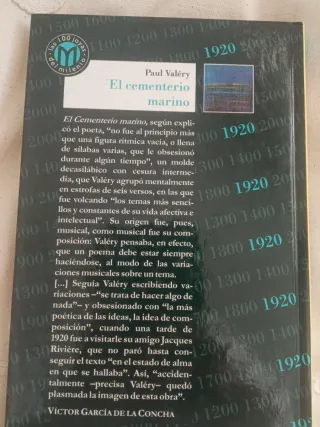 las 100 joyas
del milenio
Paul Valéry
El cementerio
marino
1920
El Cementerio marino, según expli-
có el poeta, “no fue al principio más
que una figura rítmica vacía, o llena
de sílabas varias, que le obsesionó
durante algún tiempo”, un molde
decasilábico con cesura interme-
dia, que Valéry agrupó mentalmente
en estrofas de seis versos, en las que
fue volcando “los temas más senci-
llos y constantes de su vida afectiva e
intelectual”. Su origen fue, pues,
musical, como musical fue su com-
posición: Valéry pensaba, en efecto,
que un poema debe estar siempre
haciéndose, al modo de las varia-
ciones musicales sobre un tema.
[...] Seguía Valéry escribiendo va-
riaciones –“se trata de hacer algo de
nada”– y obsesionado con “la más
poética de las ideas, la idea de com-
posición”, cuando una tarde de
1920 fue a visitarle su amigo Jacques
Rivière, que no paró hasta con-
seguir el texto “en el estado de alma
en que se hallaba”. Así, “acciden-
talmente –precisa Valéry– quedó
plasmada la imagen de esta obra”.
VÍCTOR GARCÍA DE LA CONCHA
1920
1920
1920
1920
1920
1920